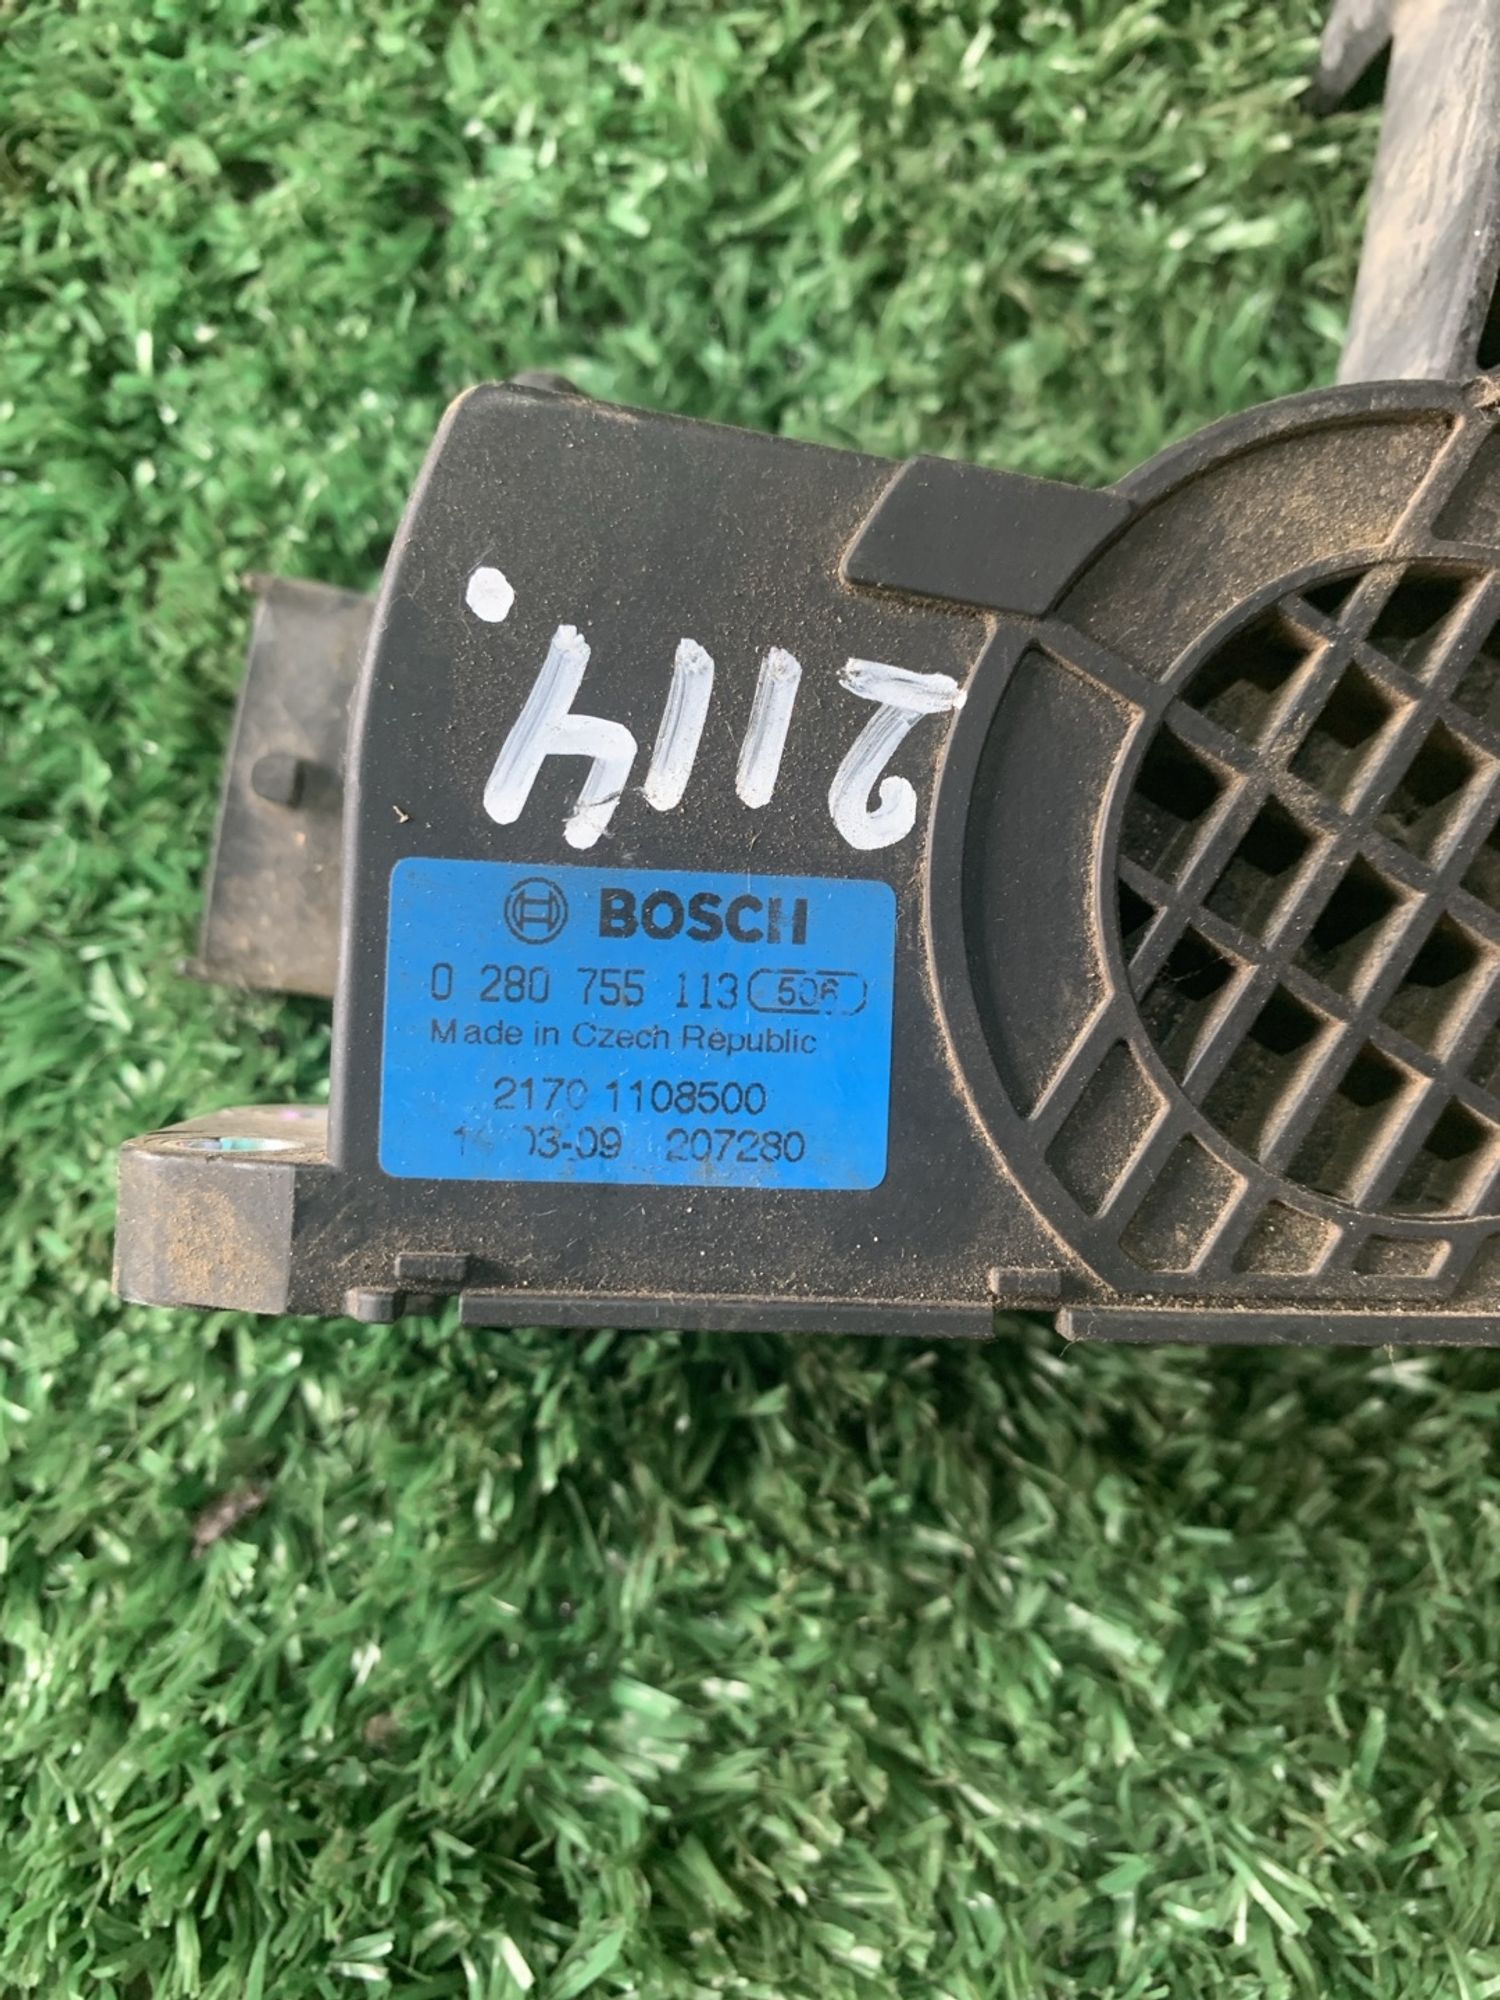 2114.
BOSCH
0 280 755 113 506
Made in Czech Republic
2170 1108500
03-09 207280